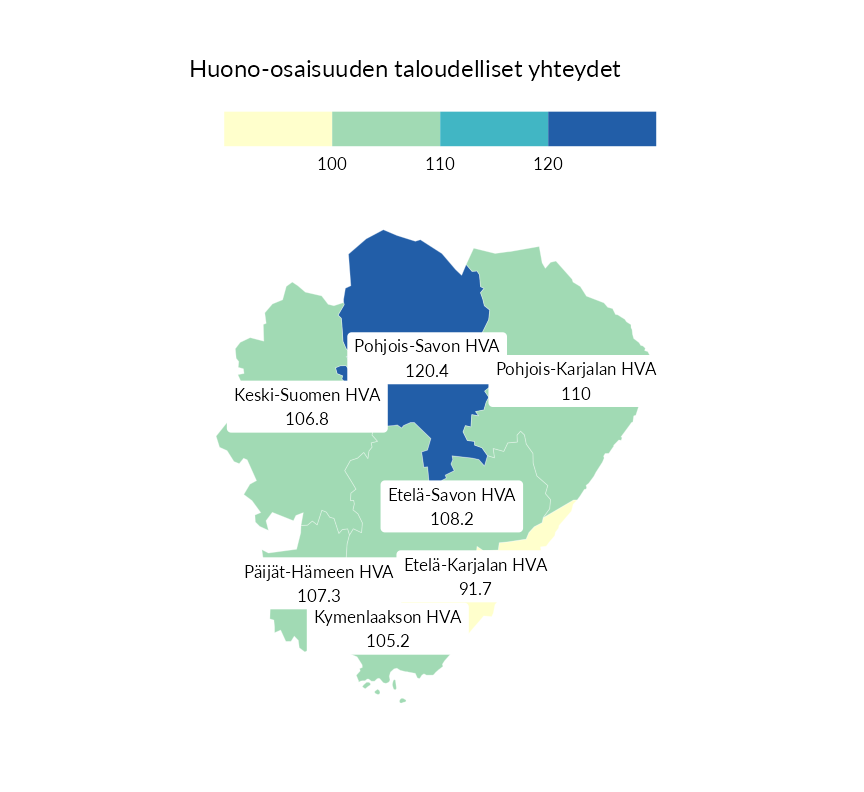 Huono-osaisuuden taloudelliset yhteydet
100 110 120
Pohjois-Savon HVA
120.4
Pohjois-Karjalan HVA
110
Keski-Suomen HVA
106.8
Etelä-Savon HVA
108.2
Etelä-Karjalan HVA
91.7
Päijät-Hämeen HVA
107.3
Kymenlaakson HVA
105.2